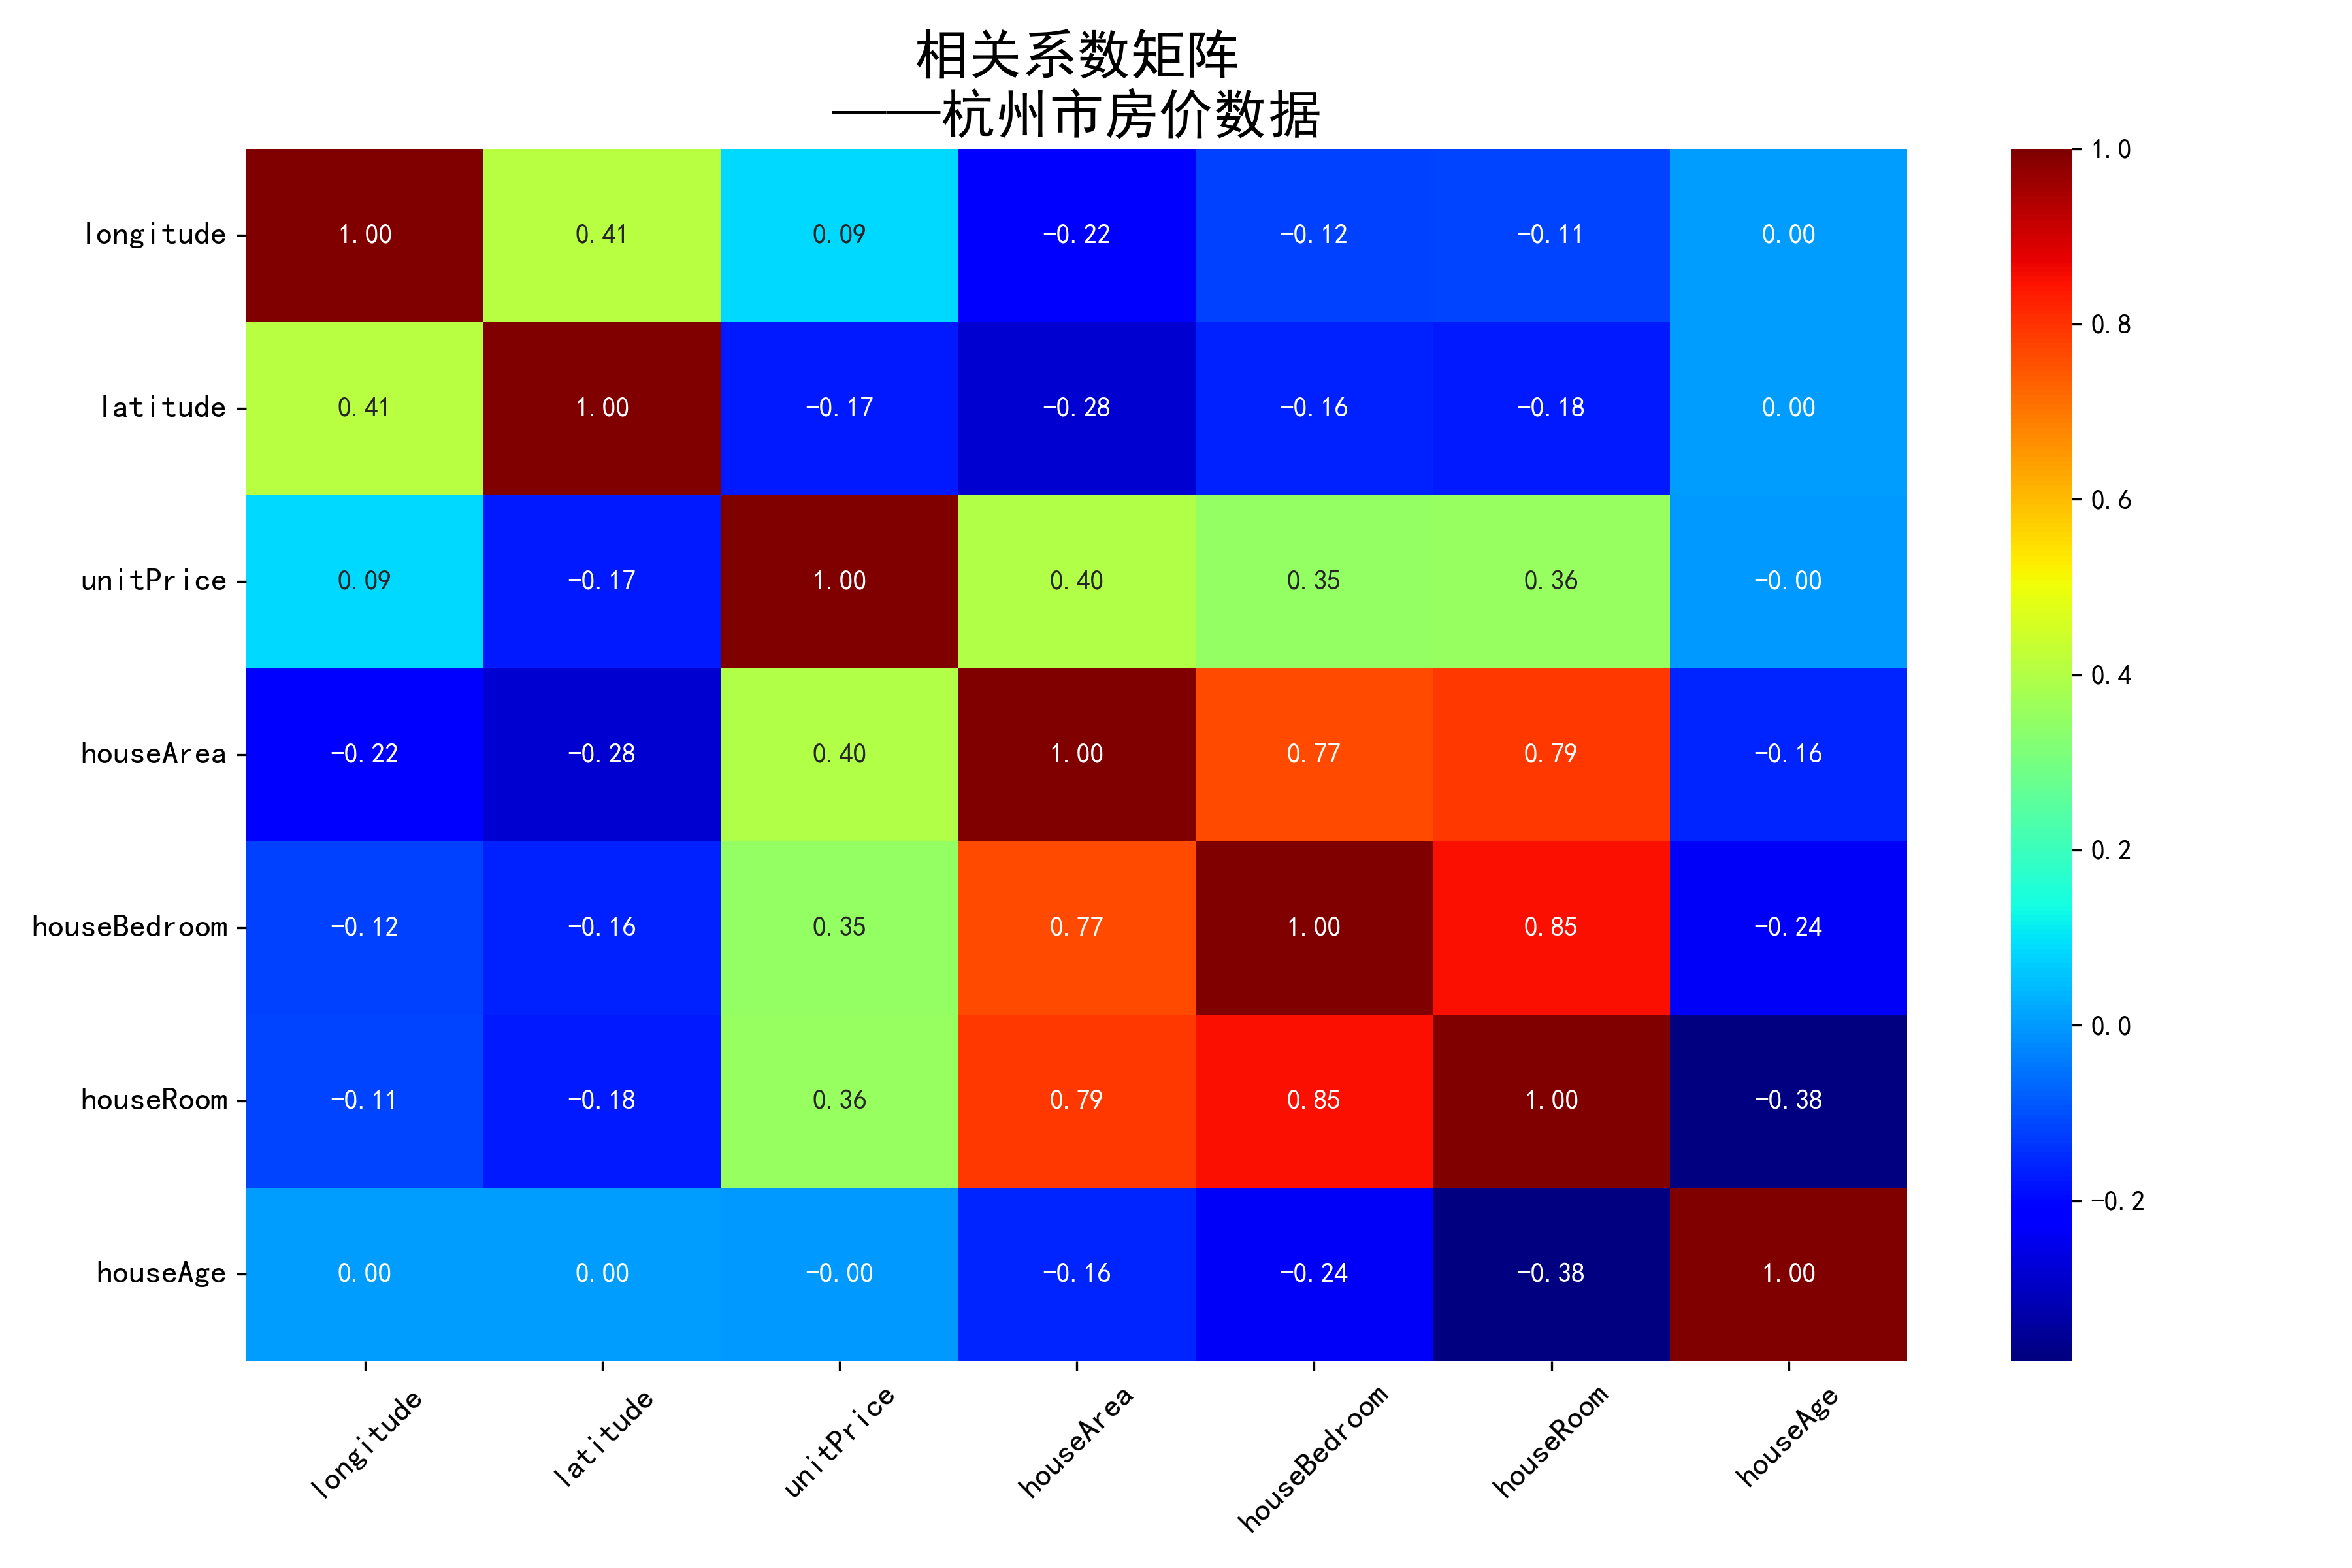 相关系数矩阵
——杭州市房价数据
longitude 1.00 0.41 0.09 -0.22 -0.12 -0.11 0.00
latitude 0.41 1.00 -0.17 -0.28 -0.16 -0.18 0.00
unitPrice 0.09 -0.17 1.00 0.40 0.35 0.36 -0.00
houseArea -0.22 -0.28 0.40 1.00 0.77 0.79 -0.16
houseBedroom -0.12 -0.16 0.35 0.77 1.00 0.85 -0.24
houseRoom -0.11 -0.18 0.36 0.79 0.85 1.00 -0.38
houseAge 0.00 0.00 -0.00 -0.16 -0.24 -0.38 1.00
longitude latitude unitPrice houseArea houseBedroom houseRoom houseAge
1.0
0.8
0.6
0.4
0.2
0.0
-0.2